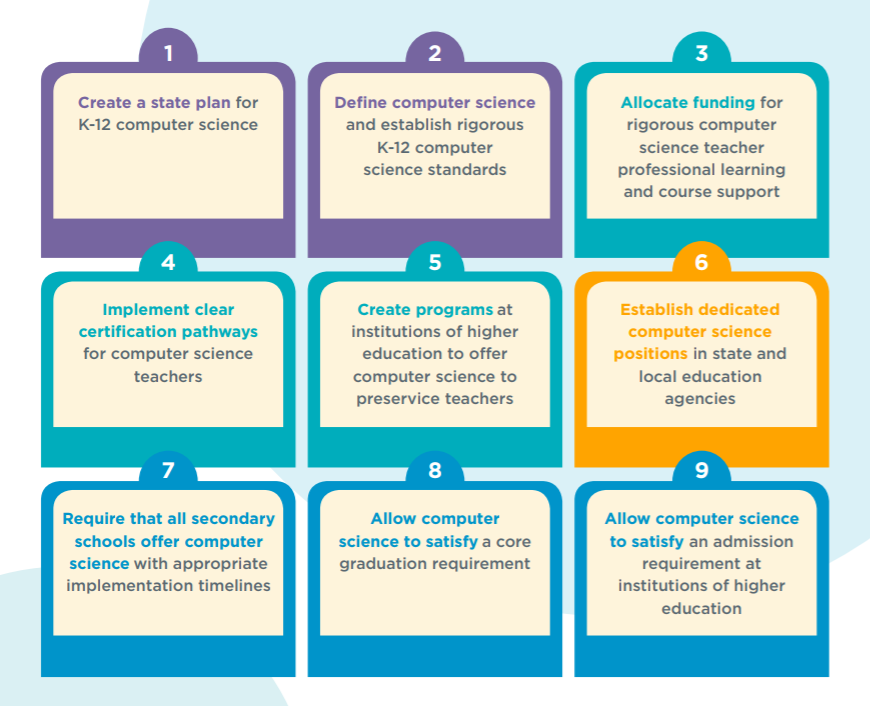 1
Create a state plan for
K-12 computer science
2
Define computer science
and establish rigorous
K-12 computer
science standards
3
Allocate funding for
rigorous computer
science teacher
professional learning
and course support
4
Implement clear
certification pathways
for computer science
teachers
5
Create programs at
institutions of higher
education to offer
computer science to
preservice teachers
6
Establish dedicated
computer science
positions in state and
local education
agencies
7
Require that all secondary
schools offer computer
science with appropriate
implementation timelines
8
Allow computer
science to satisfy a core
graduation requirement
9
Allow computer science
to satisfy an admission
requirement at
institutions of higher
education